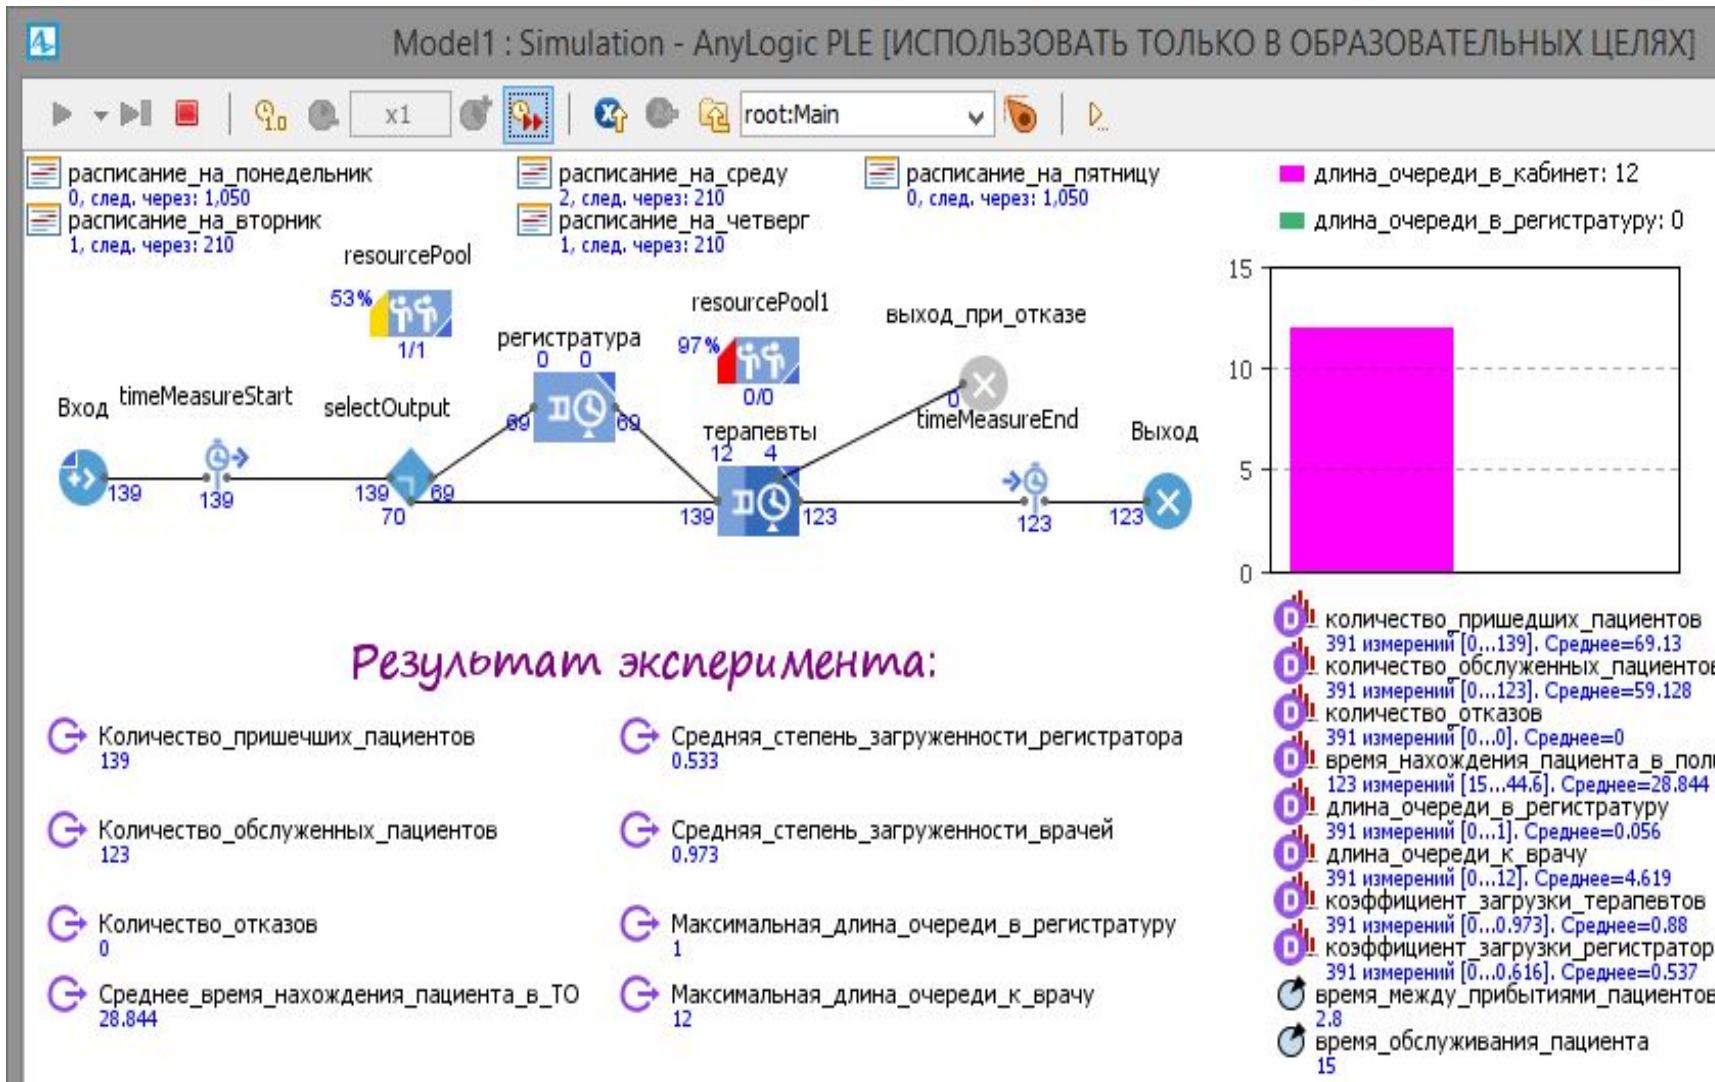 Model1 : Simulation - AnyLogic PLE [ИСПОЛЬЗОВАТЬ ТОЛЬКО В ОБРАЗОВАТЕЛЬНЫХ ЦЕЛЯХ]
1.0
x1
root:Main
расписание_на_понедельник
0, след. через: 1,050
расписание_на_вторник
1, след. через: 210
расписание_на_среду
2, след. через: 210
расписание_на_четверг
1, след. через: 210
расписание_на_пятницу
0, след. через: 1,050
длина_очереди_в_кабинет: 12
длина_очереди_в_регистратуру: 0
15
10
5
0
resourcePool
53%
1/1
регистратура
0 0
69 69
resourcePool1
97%
0/0
выход_при_отказе
0
Вход
139
timeMeasureStart
139
selectOutput
139 69
70
терапевты
12 4
139 123
timeMeasureEnd
123
Выход
123
Результат эксперимента:
Количество_пришечших_пациентов
139
Количество_обслуженных_пациентов
123
Количество_отказов
0
Среднее_время_нахождения_пациента_в_ТО
28.844
Средняя_степень_загруженности_регистратора
0.533
Средняя_степень_загруженности_врачей
0.973
Максимальная_длина_очереди_в_регистратуру
1
Максимальная_длина_очереди_к_врачу
12
количество_пришедших_пациентов
391 измерений [0...139]. Среднее=69.13
количество_обслуженных_пациентов
391 измерений [0...123]. Среднее=59.128
количество_отказов
391 измерений [0...0]. Среднее=0
время_нахождения_пациента_в_пол
123 измерений [15...44.6]. Среднее=28.844
длина_очереди_в_регистратуру
391 измерений [0...1]. Среднее=0.056
длина_очереди_к_врачу
391 измерений [0...12]. Среднее=4.619
коэффициент_загрузки_терапевтов
391 измерений [0...0.973]. Среднее=0.88
коэффициент_загрузки_регистратор
391 измерений [0...0.616]. Среднее=0.537
время_между_прибытиями_пациентов
2.8
время_обслуживания_пациента
15